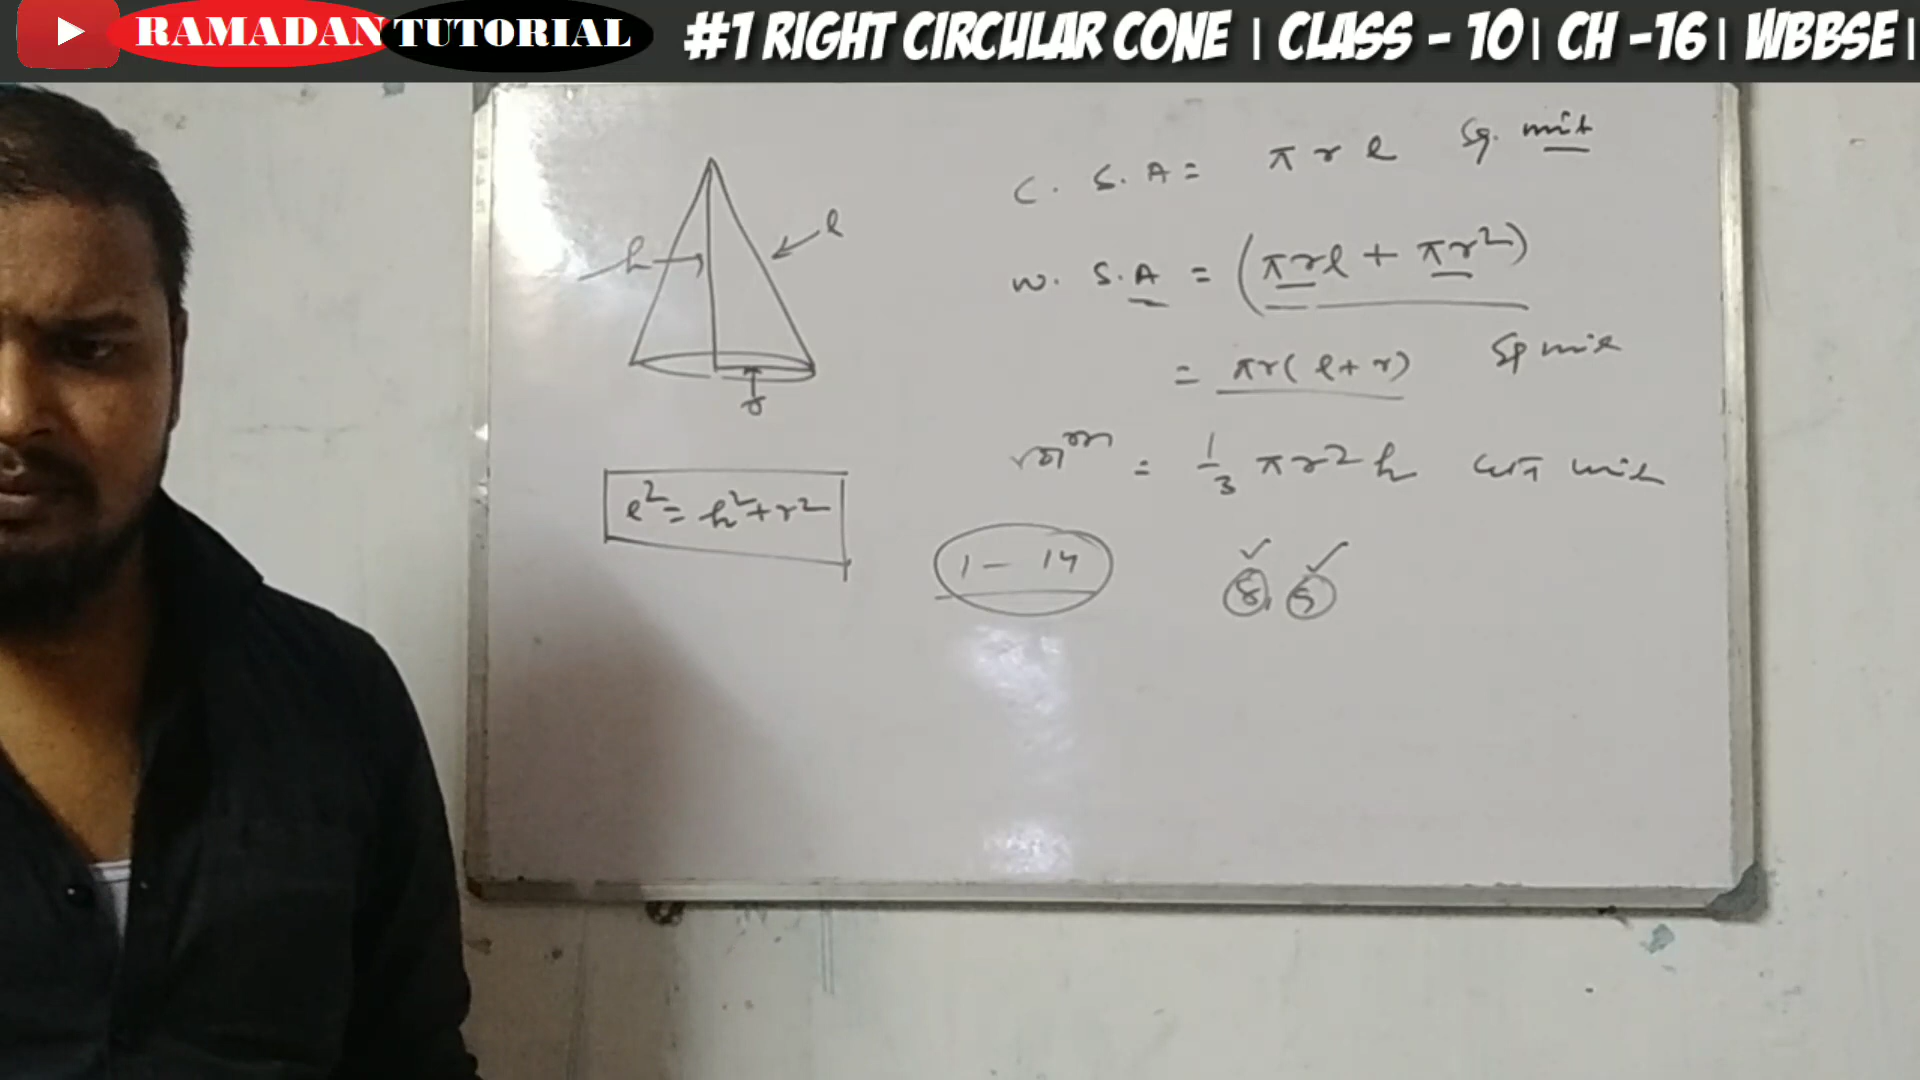 RAMADAN TUTORIAL
#1 RIGHT CIRCULAR CONE | CLASS - 10 | CH -16 | WBBSE |
h
l
r
l² = h² + r²
C. S. A = π r l Sq. unit
W. S. A = (πrl + πr²)
= πr(l + r) Sq unit
= 1/3 πr²h unit
1 - 14
8, 5